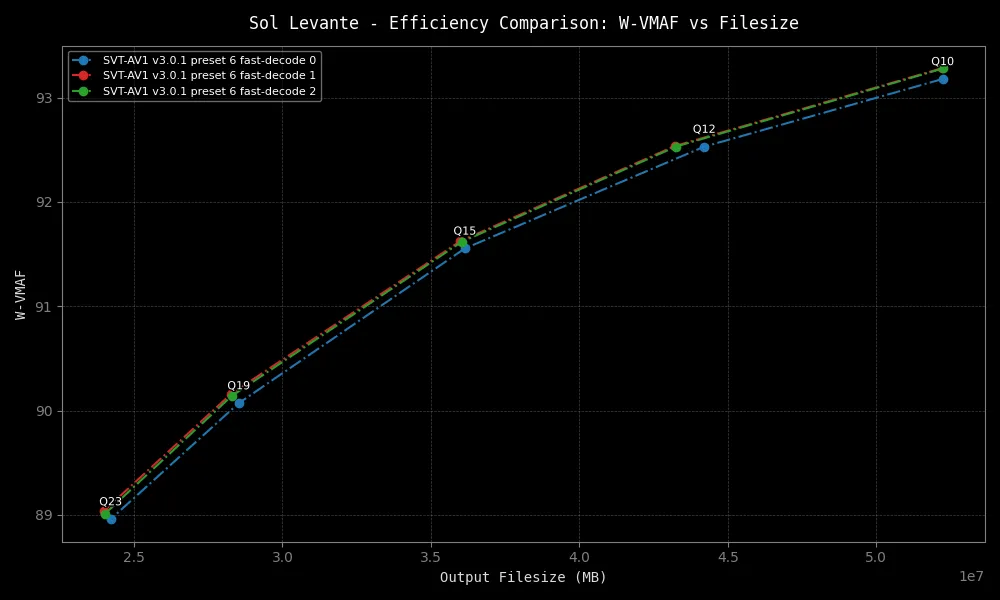 Sol Levante - Efficiency Comparison: W-VMAF vs Filesize
SVT-AV1 v3.0.1 preset 6 fast-decode 0
SVT-AV1 v3.0.1 preset 6 fast-decode 1
SVT-AV1 v3.0.1 preset 6 fast-decode 2
Q10
Q12
Q15
Q19
Q23
93
92
91
90
89
W-VMAF
2.5 3.0 3.5 4.0 4.5 5.0
1e7
Output Filesize (MB)